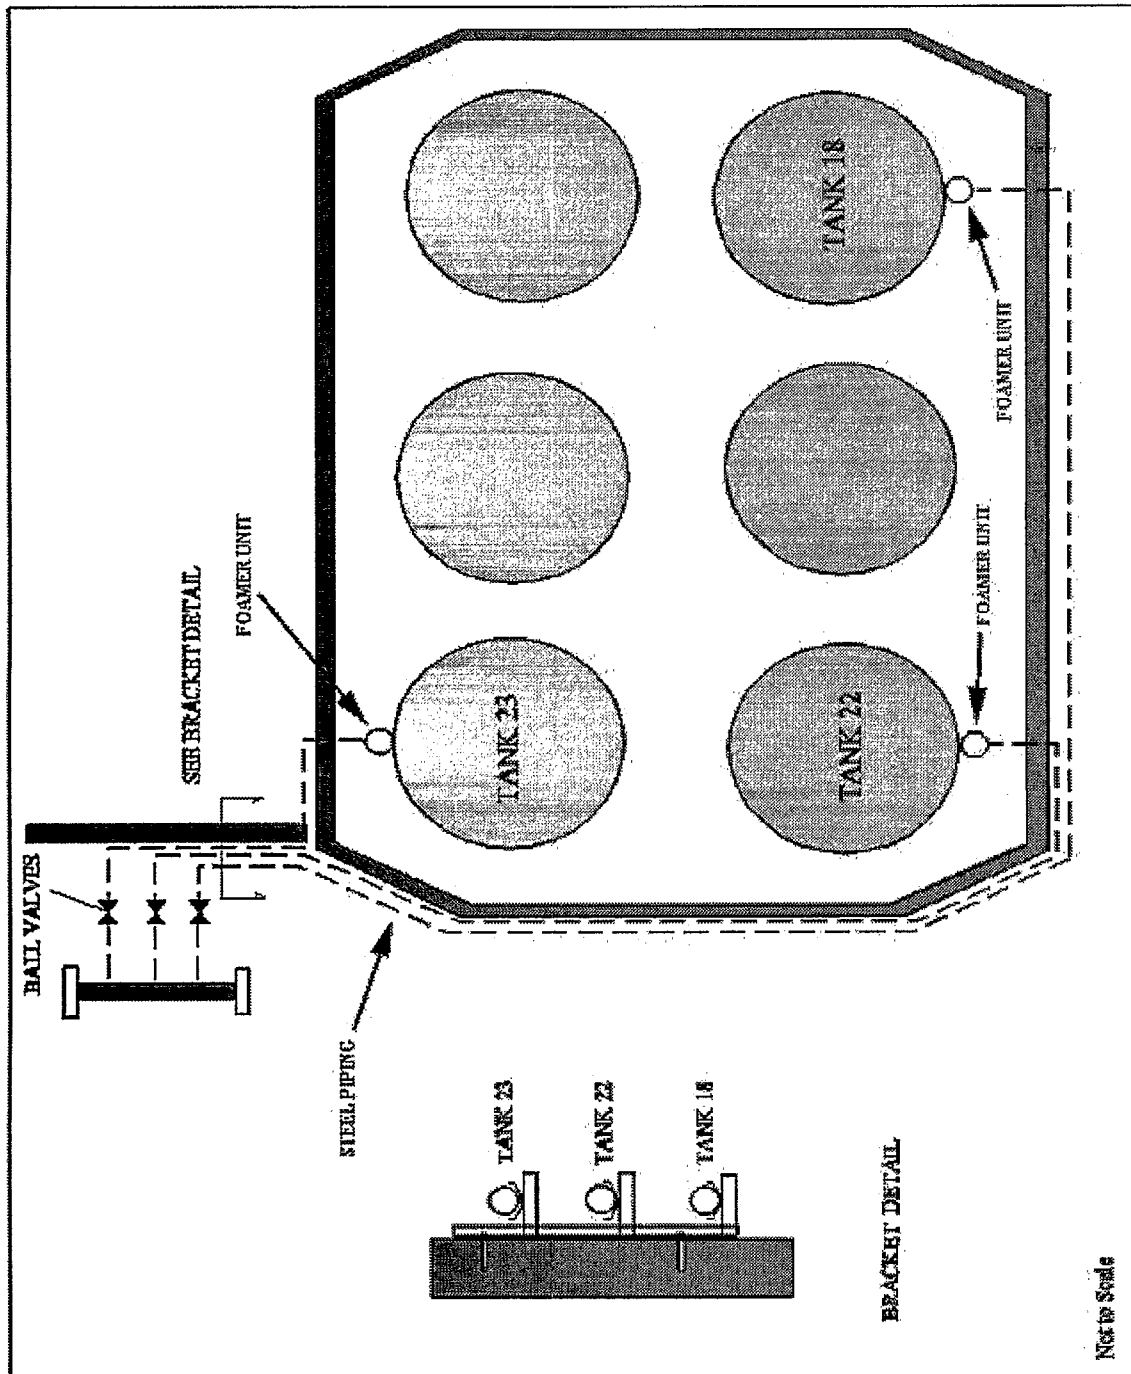 BALL VALVES
SEE BRACKET DETAIL
FOAMER UNIT
TANK 23
TANK 22
TANK 18
FOAMER UNIT
FOAMER UNIT
STEEL PIPING
TANK 23
TANK 22
TANK 18
BRACKET DETAIL
Not to Scale